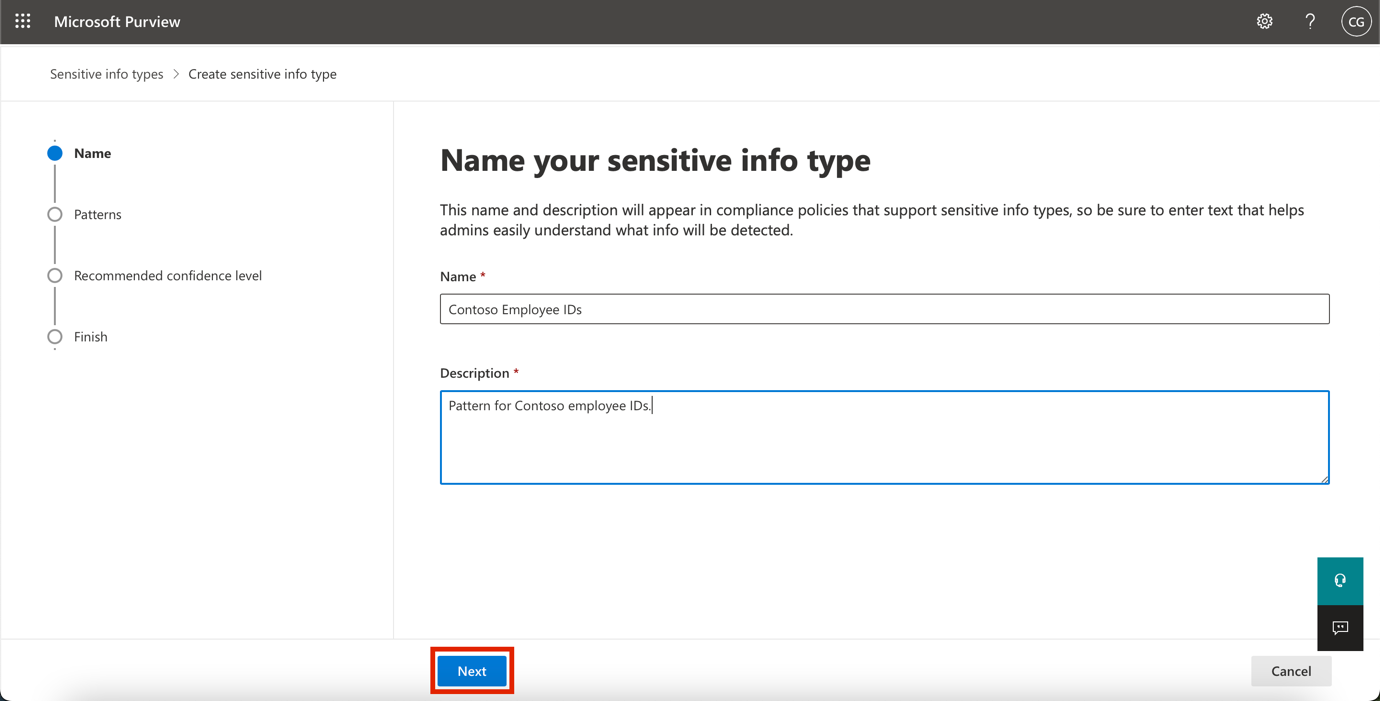 Microsoft Purview
?
CG
Sensitive info types > Create sensitive info type
Name
Patterns
Recommended confidence level
Finish
Name your sensitive info type
This name and description will appear in compliance policies that support sensitive info types, so be sure to enter text that helps
admins easily understand what info will be detected.
Name *
Contoso Employee IDs
Description *
Pattern for Contoso employee IDs.
Next
Cancel